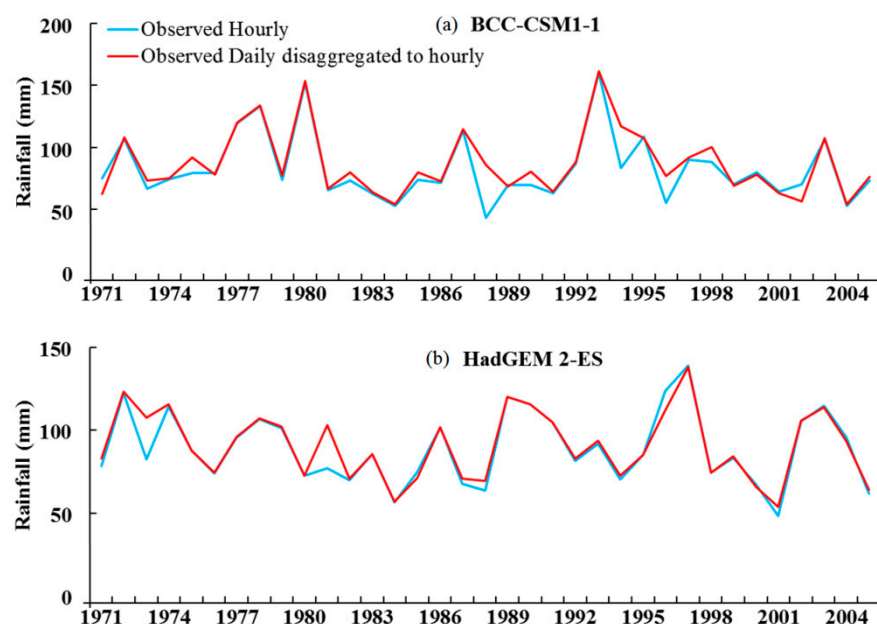 (a) BCC-CSM1-1
Observed Hourly
Observed Daily disaggregated to hourly
Rainfall (mm)
200
150
100
50
0
1971 1974 1977 1980 1983 1986 1989 1992 1995 1998 2001 2004
(b) HadGEM 2-ES
Rainfall (mm)
150
100
50
0
1971 1974 1977 1980 1983 1986 1989 1992 1995 1998 2001 2004